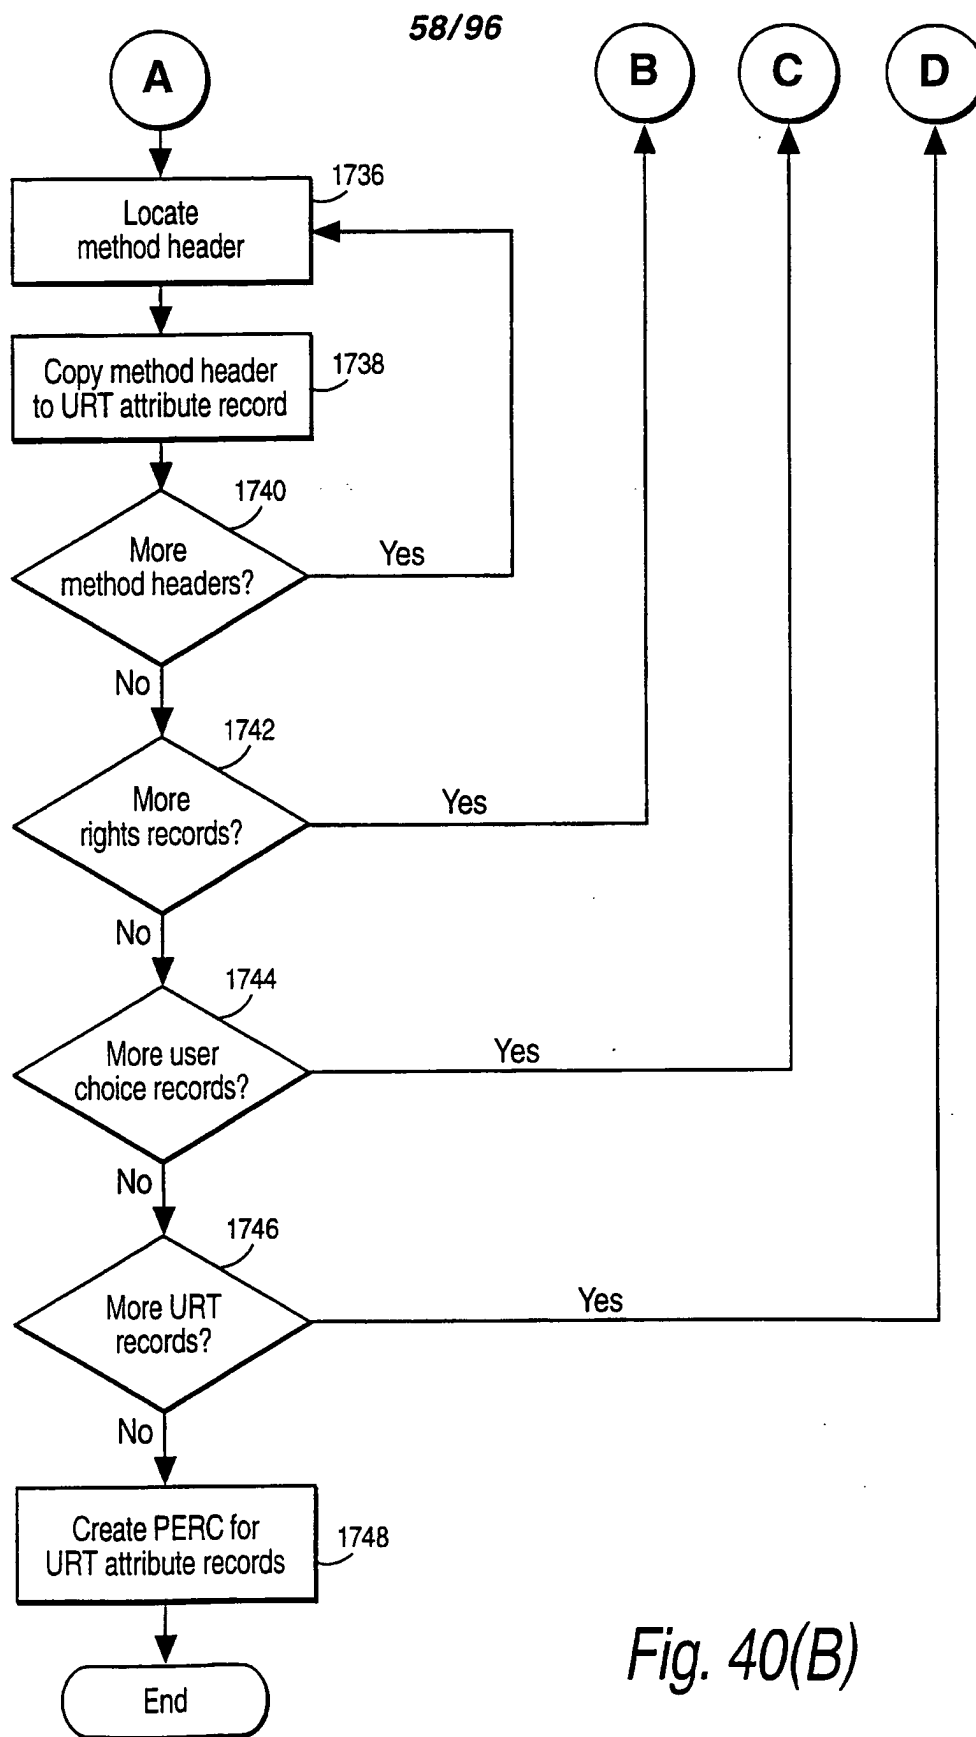 58/96
A
B
C
D
1736
Locate
method header
1738
Copy method header
to URT attribute record
1740
More
method headers?
Yes
No
1742
More
rights records?
Yes
No
1744
More user
choice records?
Yes
No
1746
More URT
records?
Yes
No
Create PERC for
URT attribute records
1748
End
Fig. 40(B)